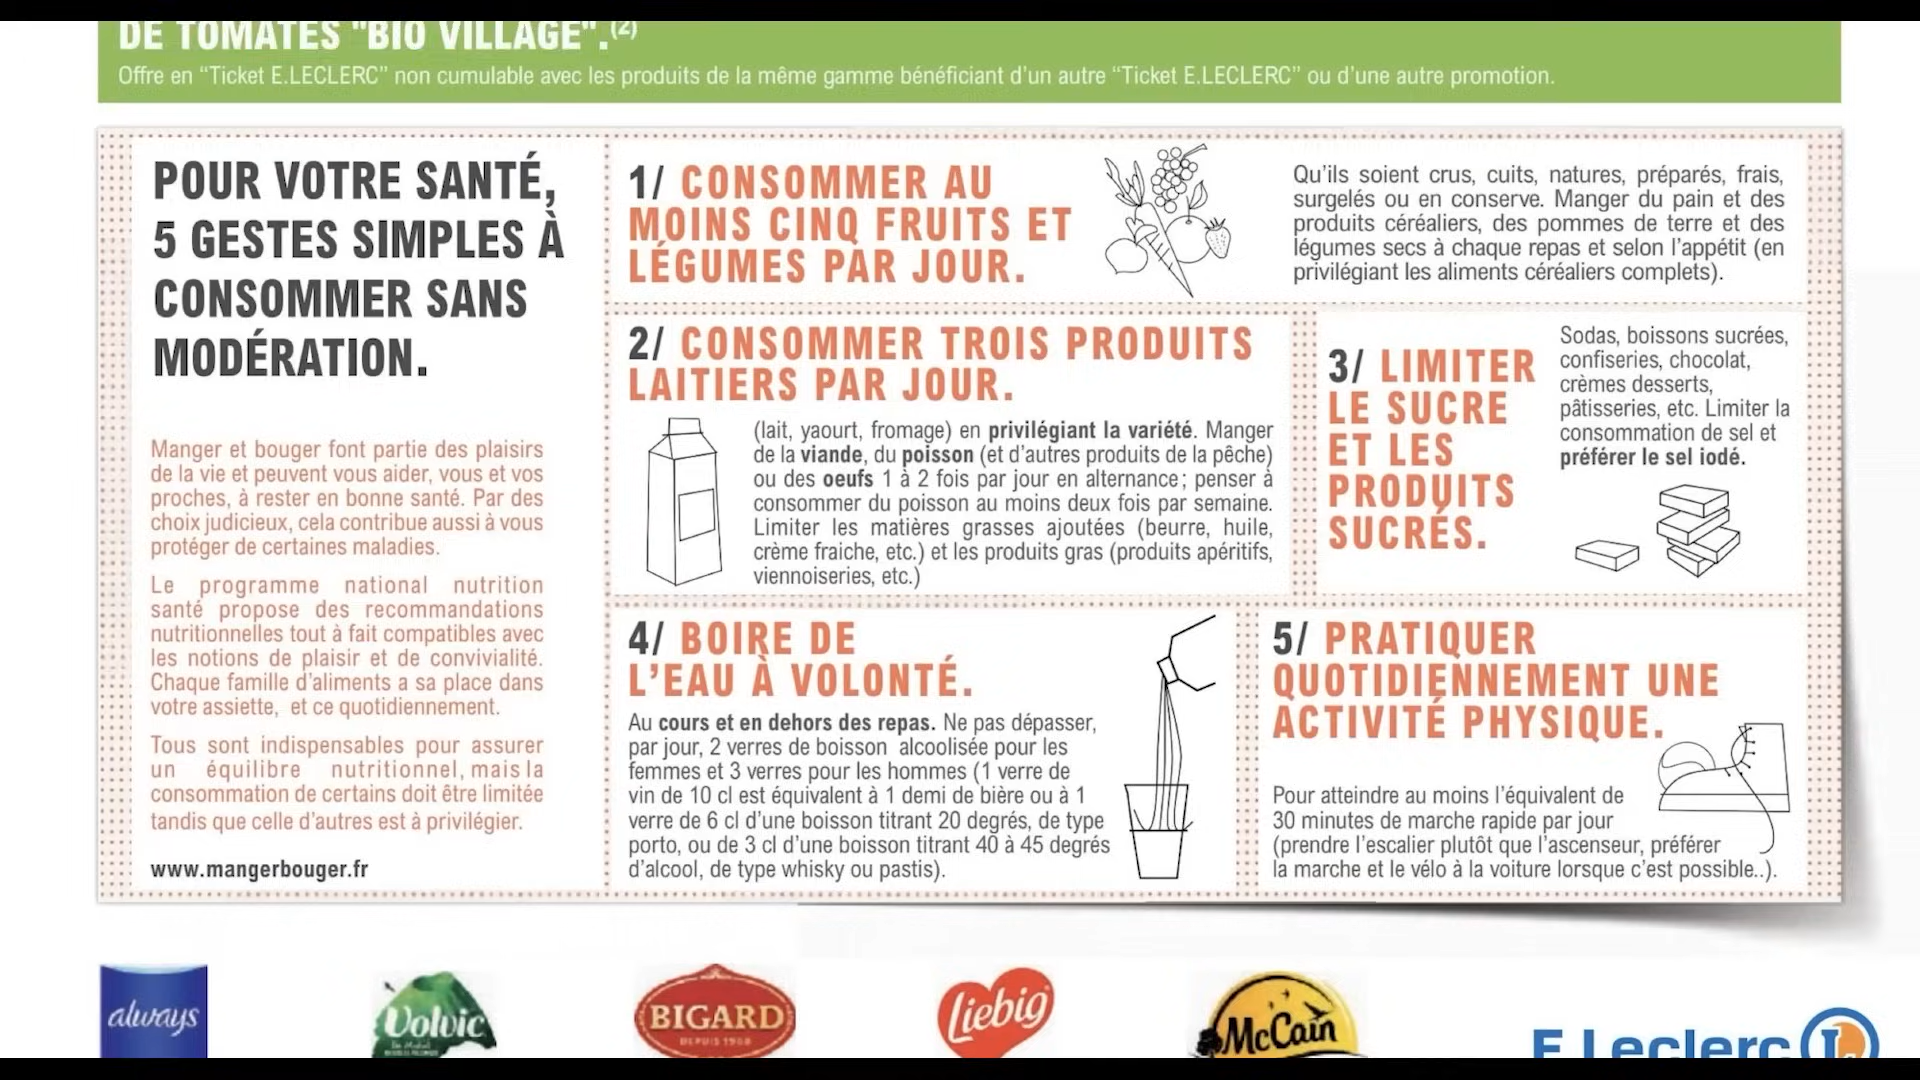 DE TOMATES "BIO VILLAGE".(2)
Offre en “Ticket E.LECLERC” non cumulable avec les produits de la même gamme bénéficiant d’un autre “Ticket E.LECLERC” ou d’une autre promotion.
POUR VOTRE SANTÉ,
5 GESTES SIMPLES À
CONSOMMER SANS
MODÉRATION.
Manger et bouger font partie des plaisirs
de la vie et peuvent vous aider, vous et vos
proches, à rester en bonne santé. Par des
choix judicieux, cela contribue aussi à vous
protéger de certaines maladies.
Le programme national nutrition
santé propose des recommandations
nutritionnelles tout à fait compatibles avec
les notions de plaisir et de convivialité.
Chaque famille d’aliments a sa place dans
votre assiette, et ce quotidiennement.
Tous sont indispensables pour assurer
un équilibre nutritionnel, mais la
consommation de certains doit être limitée
tandis que celle d’autres est à privilégier.
www.mangerbouger.fr
1/ CONSOMMER AU
MOINS CINQ FRUITS ET
LÉGUMES PAR JOUR.
Qu’ils soient crus, cuits, natures, préparés, frais,
surgelés ou en conserve. Manger du pain et des
produits céréaliers, des pommes de terre et des
légumes secs à chaque repas et selon l’appétit (en
privilégiant les aliments céréaliers complets).
2/ CONSOMMER TROIS PRODUITS
LAITIERS PAR JOUR.
(lait, yaourt, fromage) en privilégiant la variété. Manger
de la viande, du poisson (et d’autres produits de la pêche)
ou des oeufs 1 à 2 fois par jour en alternance; penser à
consommer du poisson au moins deux fois par semaine.
Limiter les matières grasses ajoutées (beurre, huile,
crème fraiche, etc.) et les produits gras (produits apéritifs,
viennoiseries, etc.)
3/ LIMITER
LE SUCRE
ET LES
PRODUITS
SUCRÉS.
Sodas, boissons sucrées,
confiseries, chocolat,
crèmes desserts,
pâtisseries, etc. Limiter la
consommation de sel et
préférer le sel iodé.
4/ BOIRE DE
L’EAU À VOLONTÉ.
Au cours et en dehors des repas. Ne pas dépasser,
par jour, 2 verres de boisson alcoolisée pour les
femmes et 3 verres pour les hommes (1 verre de
vin de 10 cl est équivalent à 1 demi de bière ou à 1
verre de 6 cl d’une boisson titrant 20 degrés, de type
porto, ou de 3 cl d’une boisson titrant 40 à 45 degrés
d’alcool, de type whisky ou pastis).
5/ PRATIQUER
QUOTIDIENNEMENT UNE
ACTIVITÉ PHYSIQUE.
Pour atteindre au moins l’équivalent de
30 minutes de marche rapide par jour
(prendre l’escalier plutôt que l’ascenseur, préférer
la marche et le vélo à la voiture lorsque c’est possible..).
always
Volvic
BIGARD
DEPUIS 1968
Liebig
McCain
E.Leclerc L